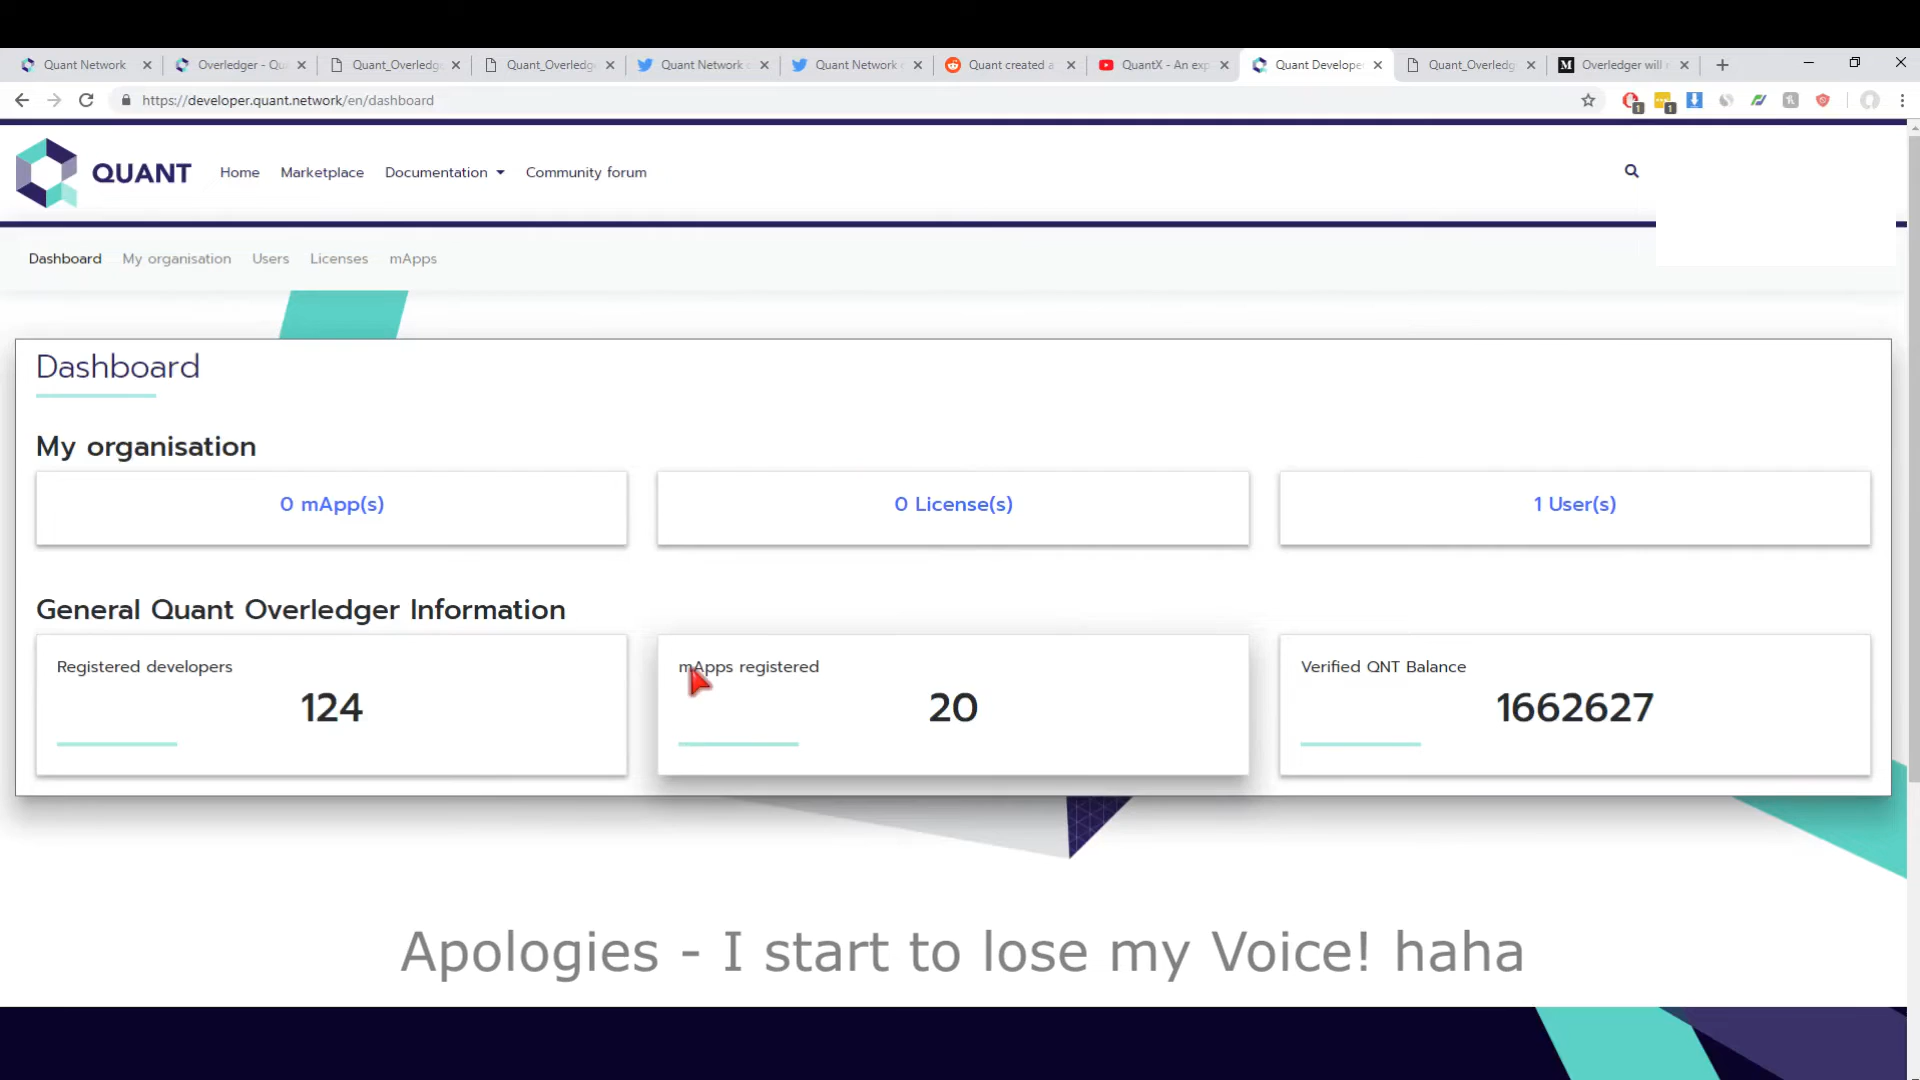 Quant Network
Overledger - Qu
Quant_Overledg
Quant_Overledg
Quant Network
Quant Network
Quant created a
QuantX - An exp
Quant Develope
Quant_Overledg
Overledger will
https://developer.quant.network/en/dashboard
1
1
QUANT
Home
Marketplace
Documentation
Community forum
Dashboard
My organisation
Users
Licenses
mApps
Dashboard
My organisation
0 mApp(s)
0 License(s)
1 User(s)
General Quant Overledger Information
Registered developers
124
mApps registered
20
Verified QNT Balance
1662627
Apologies - I start to lose my Voice! haha